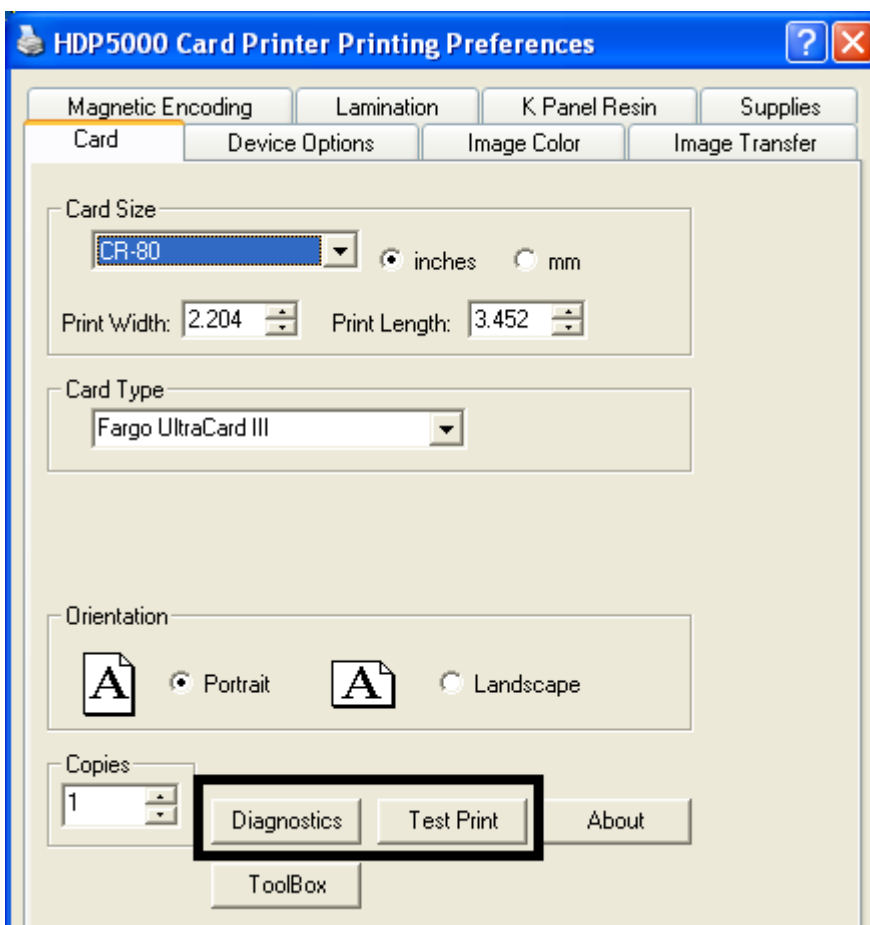 HDP5000 Card Printer Printing Preferences
Magnetic Encoding Lamination K Panel Resin Supplies
Card Device Options Image Color Image Transfer
Card Size
CR-80 inches mm
Print Width: 2.204 Print Length: 3.452
Card Type
Fargo UltraCard III
Orientation
A Portrait A Landscape
Copies
1 Diagnostics Test Print About
ToolBox